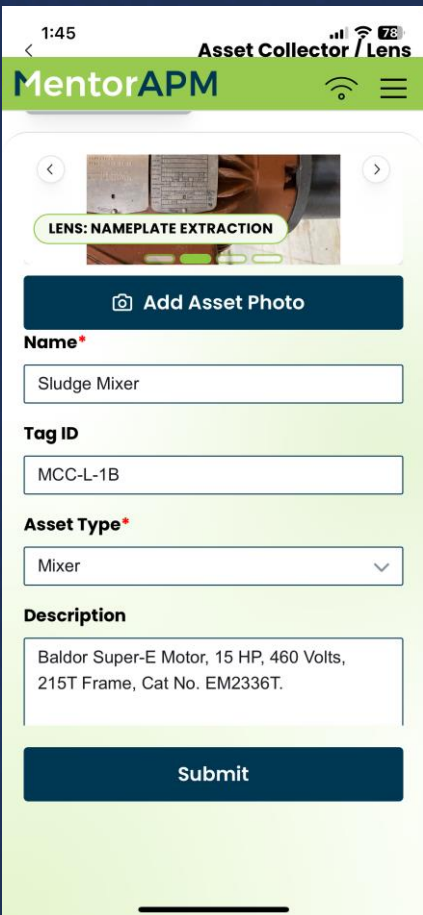 1:45
78
Asset Collector / Lens
MentorAPM
LENS: NAMEPLATE EXTRACTION
Add Asset Photo
Name*
Sludge Mixer
Tag ID
MCC-L-1B
Asset Type*
Mixer
Description
Baldor Super-E Motor, 15 HP, 460 Volts,
215T Frame, Cat No. EM2336T.
Submit